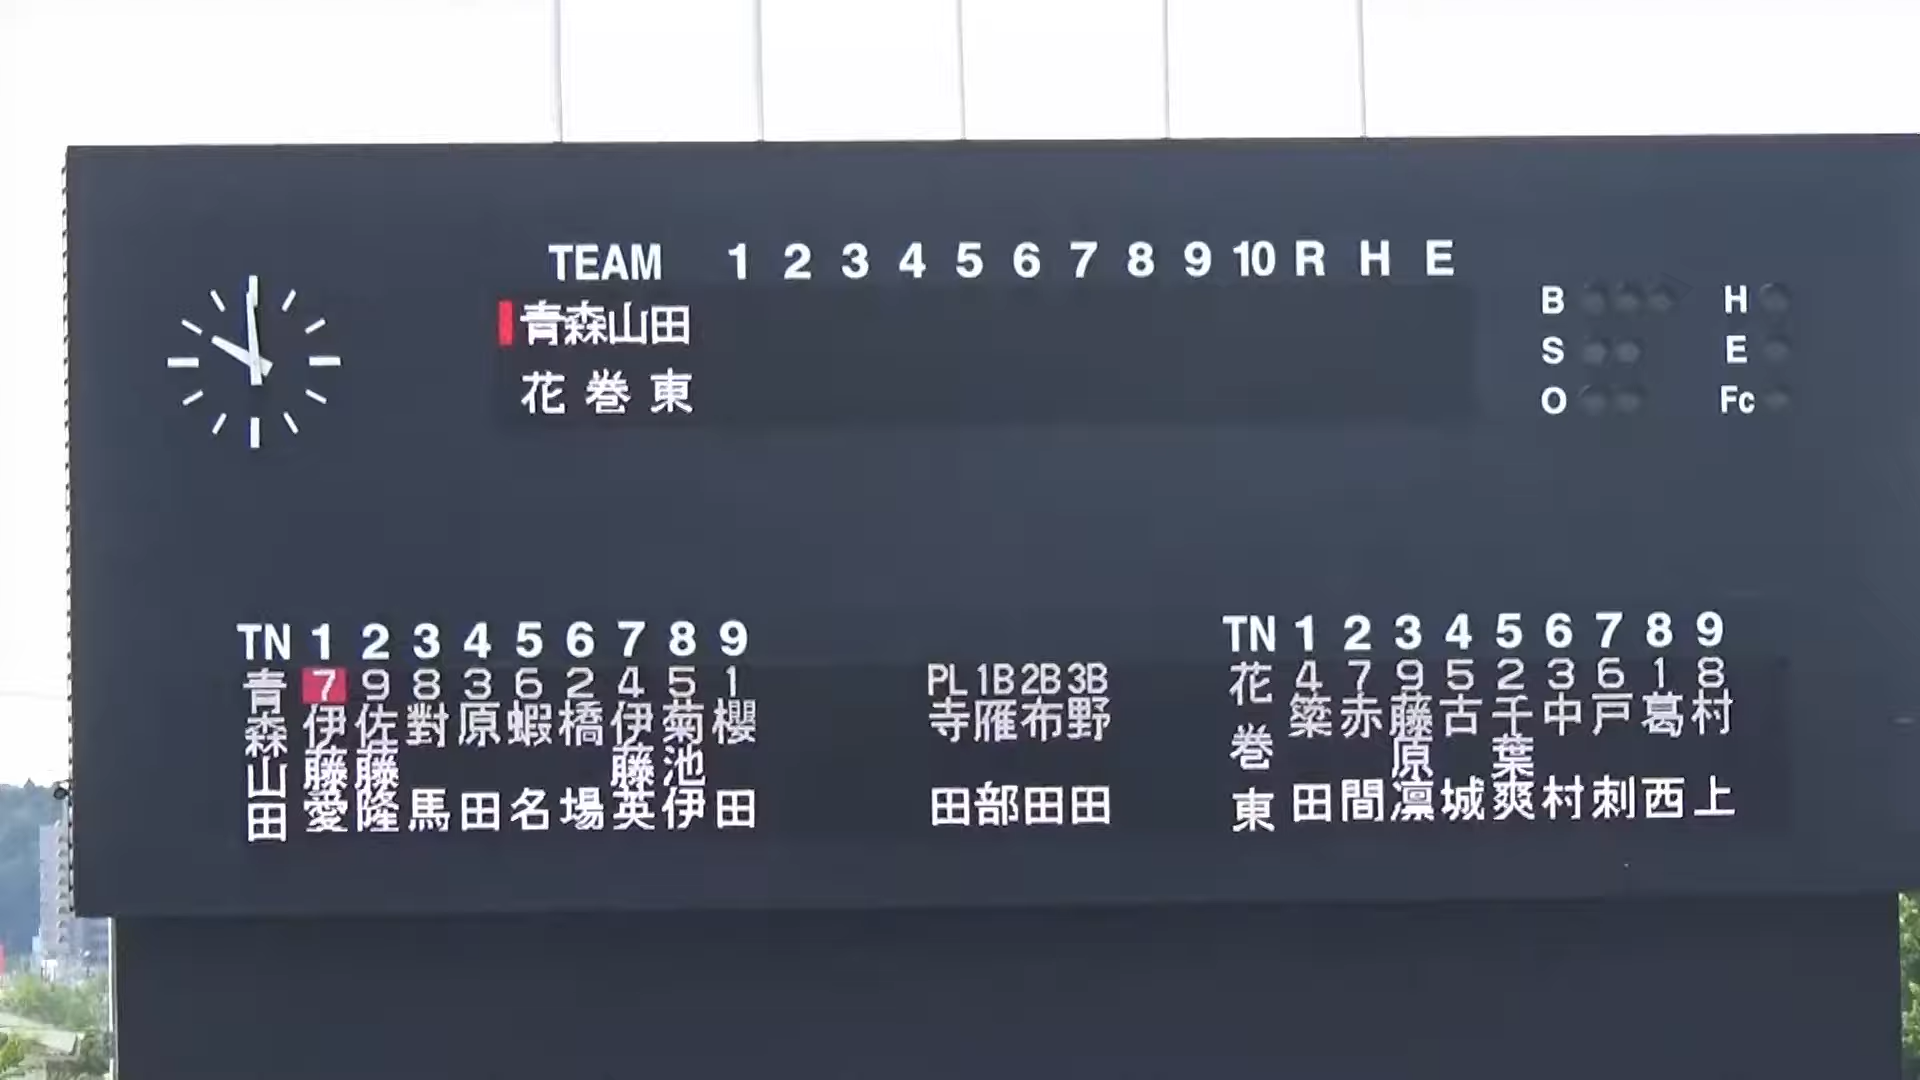 TEAM 1 2 3 4 5 6 7 8 9 10 R H E
青森山田
花巻東
B H
S E
O Fc
TN 1 2 3 4 5 6 7 8 9
青森山田
7 伊藤愛
9 佐藤隆
8 對馬
3 原田
6 蝦名
2 橋場
4 伊藤英
5 菊池伊
1 櫻田
PL 寺田
1B 雁部
2B 布田
3B 野田
TN 1 2 3 4 5 6 7 8 9
花巻東
4 簗田
7 赤間
9 藤原凛
5 古城
2 千葉爽
3 中村
6 戸刺
1 葛西
8 村上